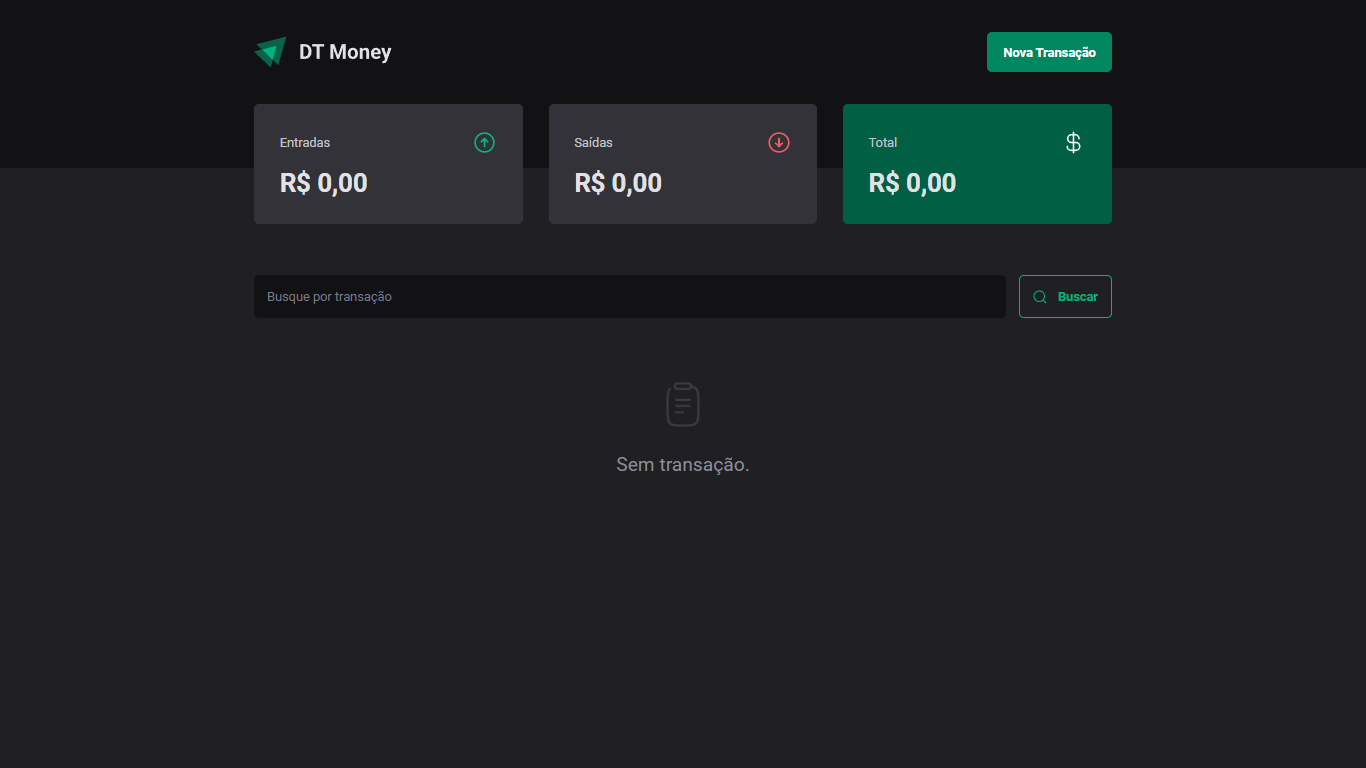 DT Money
Nova Transação
Entradas
R$ 0,00
Saídas
R$ 0,00
Total
R$ 0,00
Busque por transação
Buscar
Sem transação.